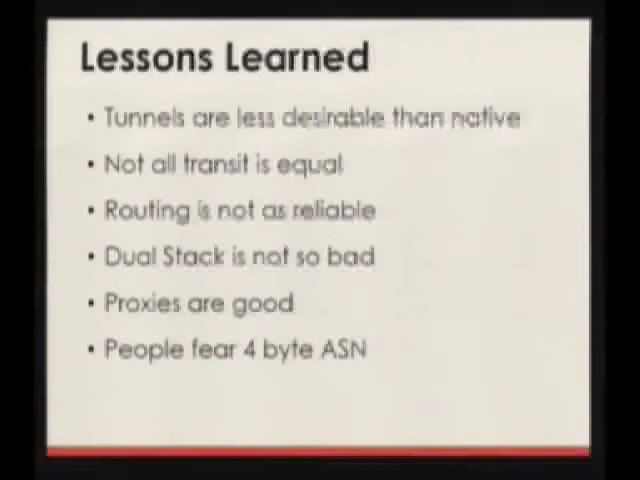 Lessons Learned
• Tunnels are less desirable than native
• Not all transit is equal
• Routing is not as reliable
• Dual Stack is not so bad
• Proxies are good
• People fear 4 byte ASN